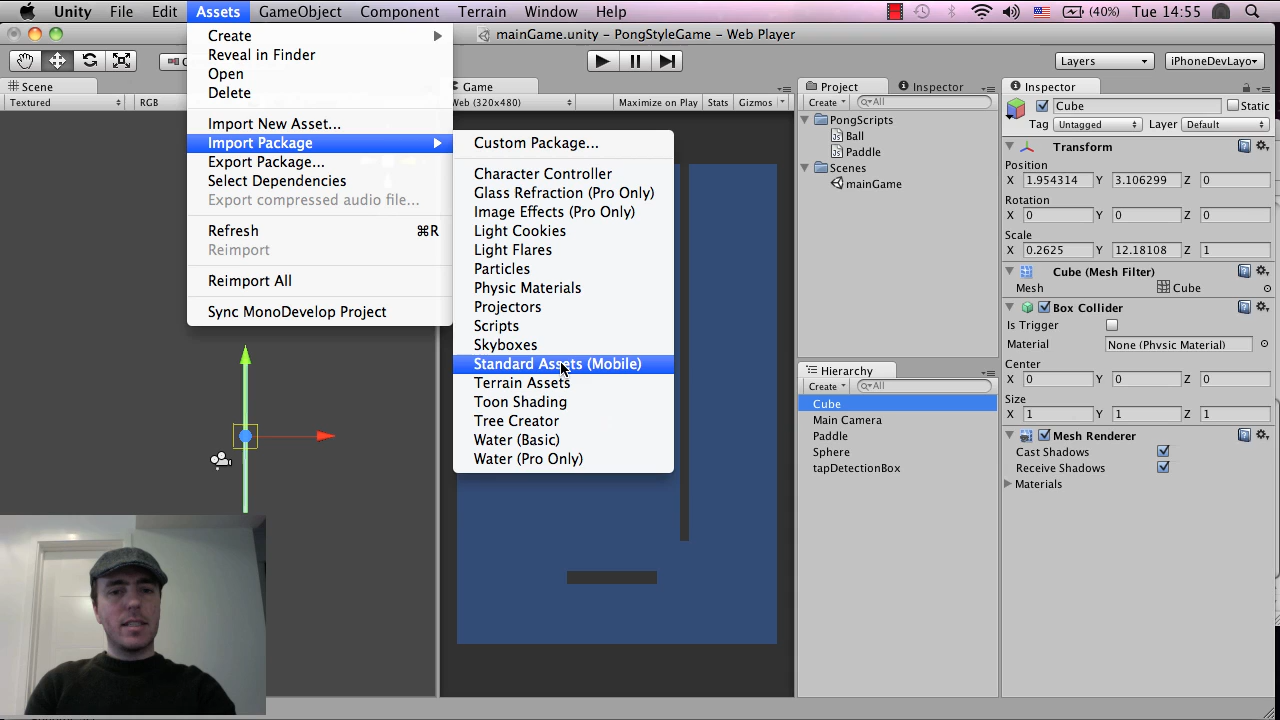 Unity File Edit Assets GameObject Component Terrain Window Help (40%) Tue 14:55
mainGame.unity – PongStyleGame – Web Player
Layers iPhoneDevLayo
Create
Reveal in Finder
Open
Delete
Import New Asset...
Import Package
Export Package...
Select Dependencies
Export compressed audio file...
Refresh ⌘R
Reimport
Reimport All
Sync MonoDevelop Project
Custom Package...
Character Controller
Glass Refraction (Pro Only)
Image Effects (Pro Only)
Light Cookies
Light Flares
Particles
Physic Materials
Projectors
Scripts
Skyboxes
Standard Assets (Mobile)
Terrain Assets
Toon Shading
Tree Creator
Water (Basic)
Water (Pro Only)
Scene
Textured RGB
Game
Web (320x480) Maximize on Play Stats Gizmos
Project Inspector
Create All
PongScripts
Ball
Paddle
Scenes
mainGame
Hierarchy
Create All
Cube
Main Camera
Paddle
Sphere
tapDetectionBox
Inspector
Cube Static
Tag Untagged Layer Default
Transform
Position
X 1.954314 Y 3.106299 Z 0
Rotation
X 0 Y 0 Z 0
Scale
X 0.2625 Y 12.18108 Z 1
Cube (Mesh Filter)
Mesh Cube
Box Collider
Is Trigger
Material None (Physic Material)
Center
X 0 Y 0 Z 0
Size
X 1 Y 1 Z 1
Mesh Renderer
Cast Shadows
Receive Shadows
Materials